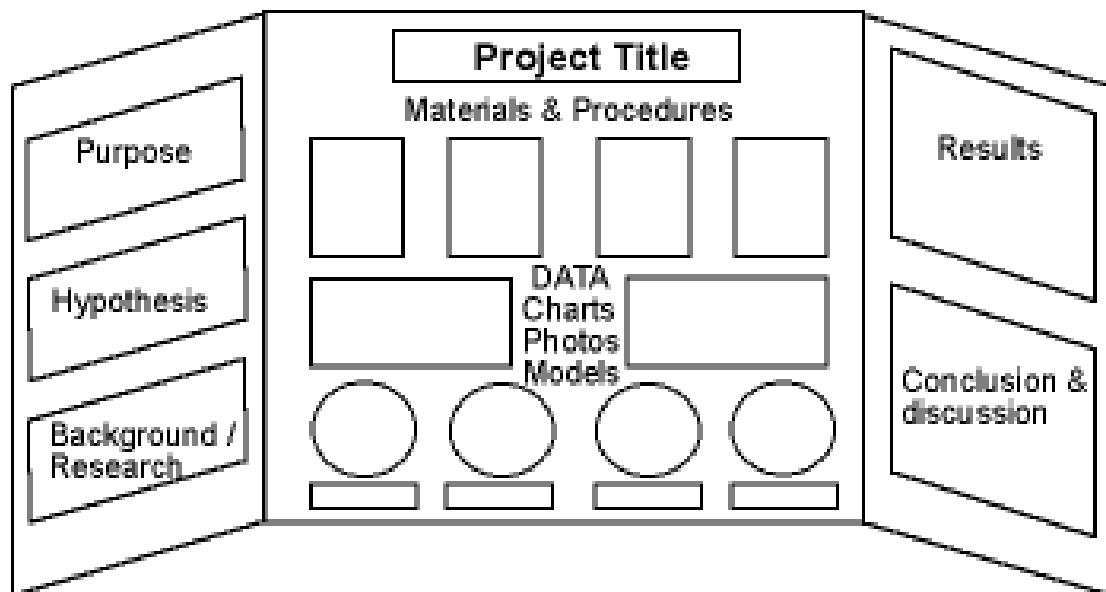 Purpose
Hypothesis
Background /
Research
Project Title
Materials & Procedures
DATA
Charts
Photos
Models
Results
Conclusion &
discussion